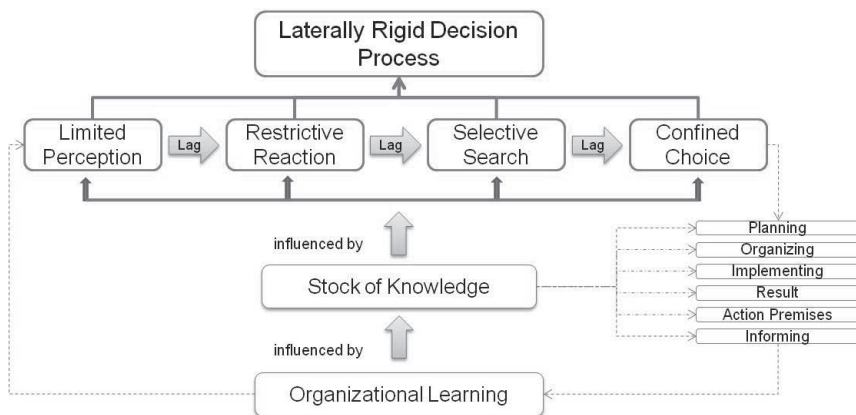 Laterally Rigid Decision
Process
Limited
Perception
Lag
Restrictive
Reaction
Lag
Selective
Search
Lag
Confined
Choice
influenced by
Stock of Knowledge
Planning
Organizing
Implementing
Result
Action Premises
Informing
influenced by
Organizational Learning